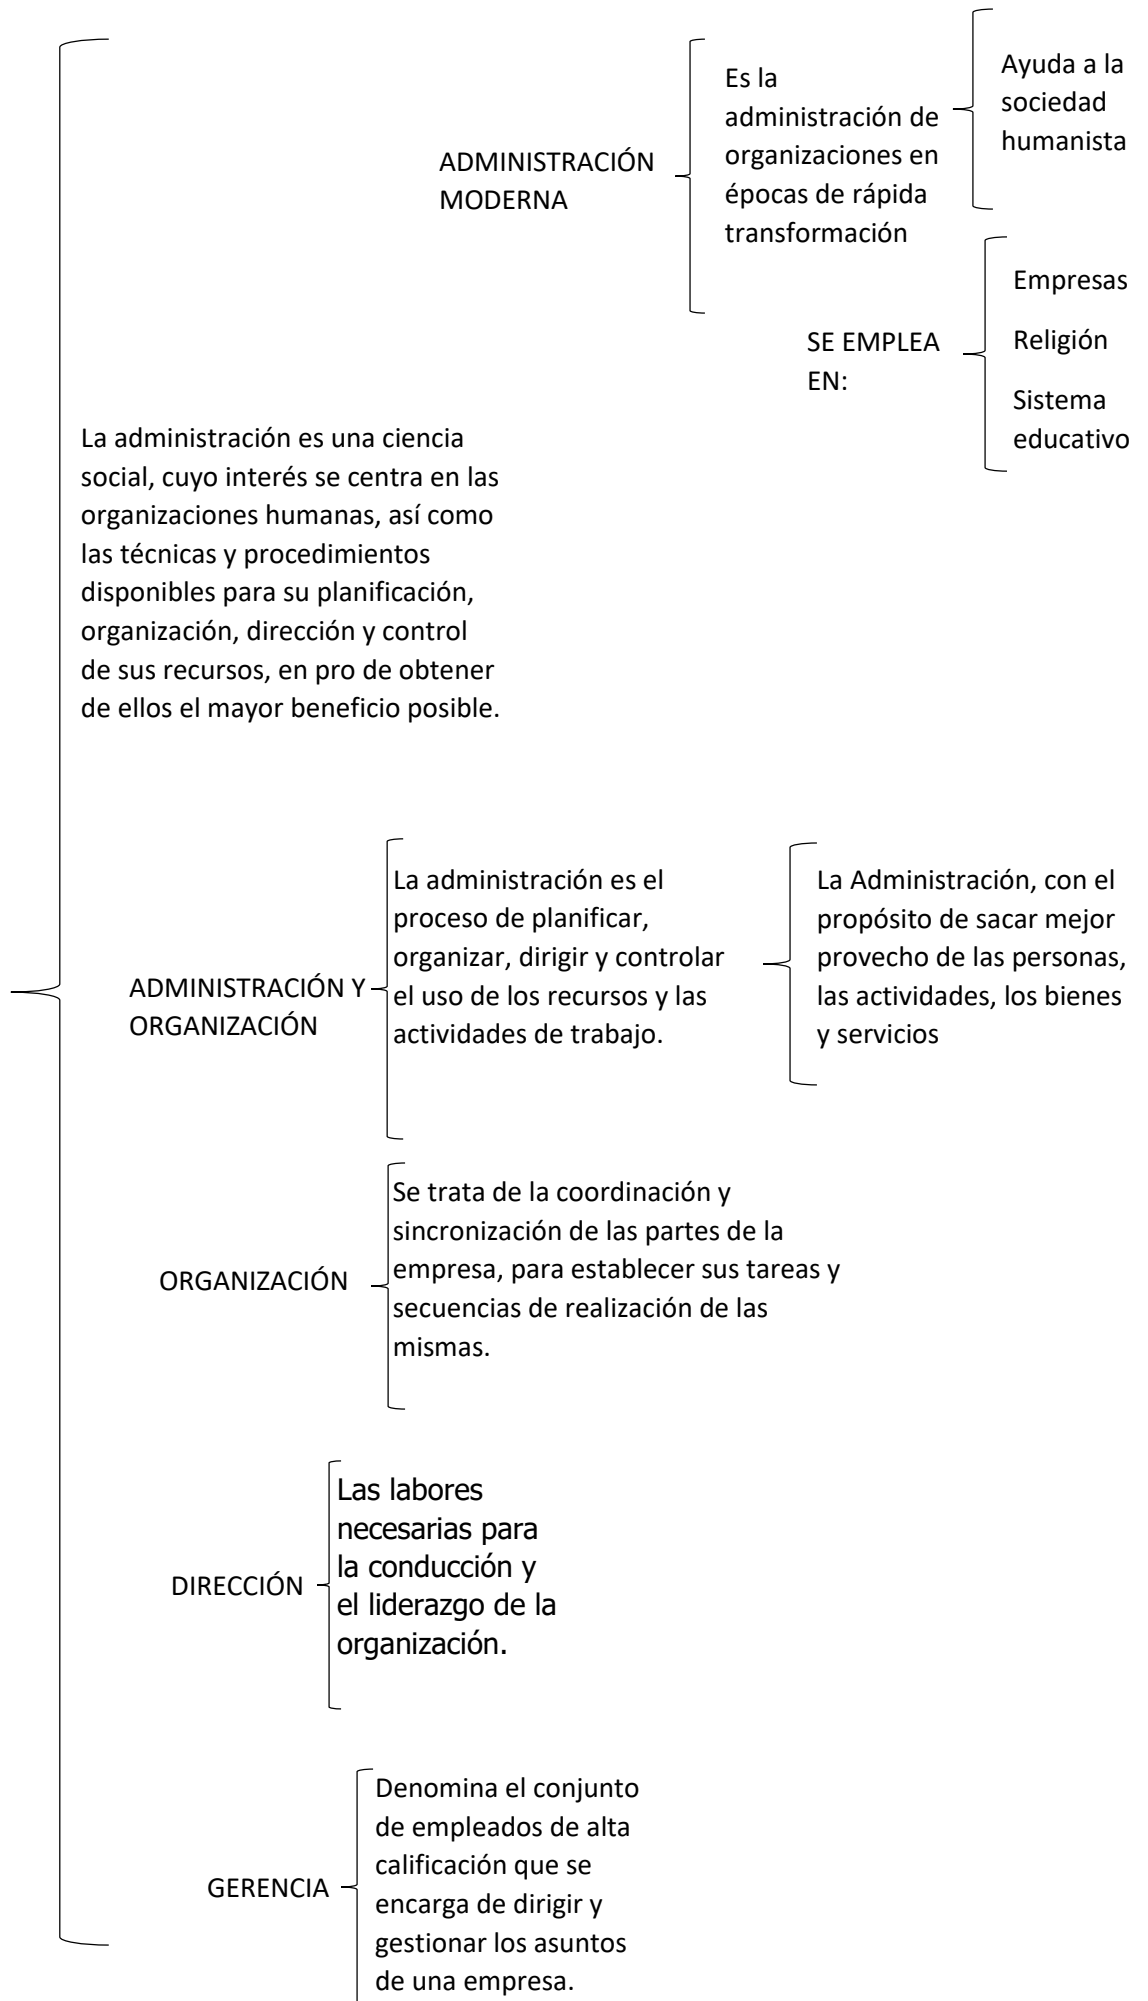 ADMINISTRACIÓN
MODERNA
Es la
administración de
organizaciones en
épocas de rápida
transformación
Ayuda a la
sociedad
humanista
SE EMPLEA
EN:
Empresas
Religión
Sistema
educativo
La administración es una ciencia
social, cuyo interés se centra en las
organizaciones humanas, así como
las técnicas y procedimientos
disponibles para su planificación,
organización, dirección y control
de sus recursos, en pro de obtener
de ellos el mayor beneficio posible.
ADMINISTRACIÓN Y
ORGANIZACIÓN
La administración es el
proceso de planificar,
organizar, dirigir y controlar
el uso de los recursos y las
actividades de trabajo.
La Administración, con el
propósito de sacar mejor
provecho de las personas,
las actividades, los bienes
y servicios
ORGANIZACIÓN
Se trata de la coordinación y
sincronización de las partes de la
empresa, para establecer sus tareas y
secuencias de realización de las
mismas.
DIRECCIÓN
Las labores
necesarias para
la conducción y
el liderazgo de la
organización.
GERENCIA
Denomina el conjunto
de empleados de alta
calificación que se
encarga de dirigir y
gestionar los asuntos
de una empresa.